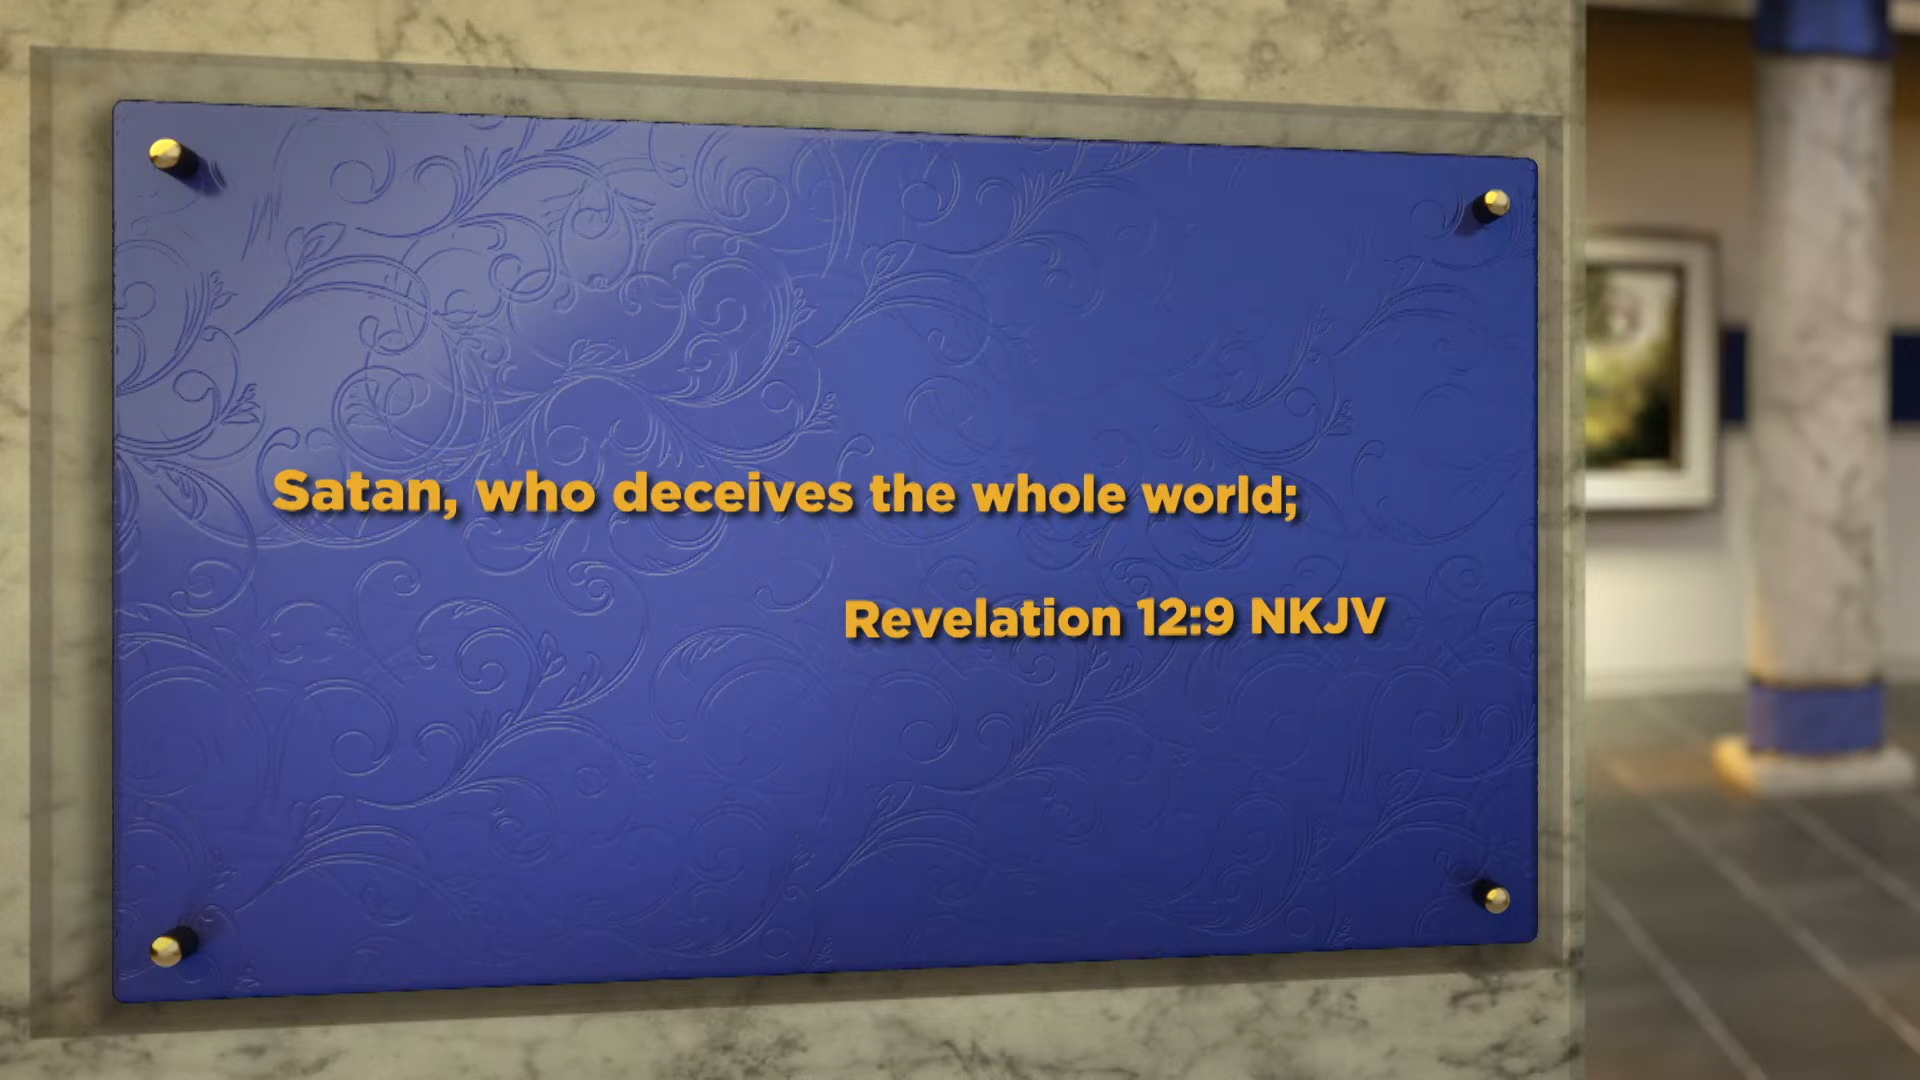 Satan, who deceives the whole world;
Revelation 12:9 NKJV